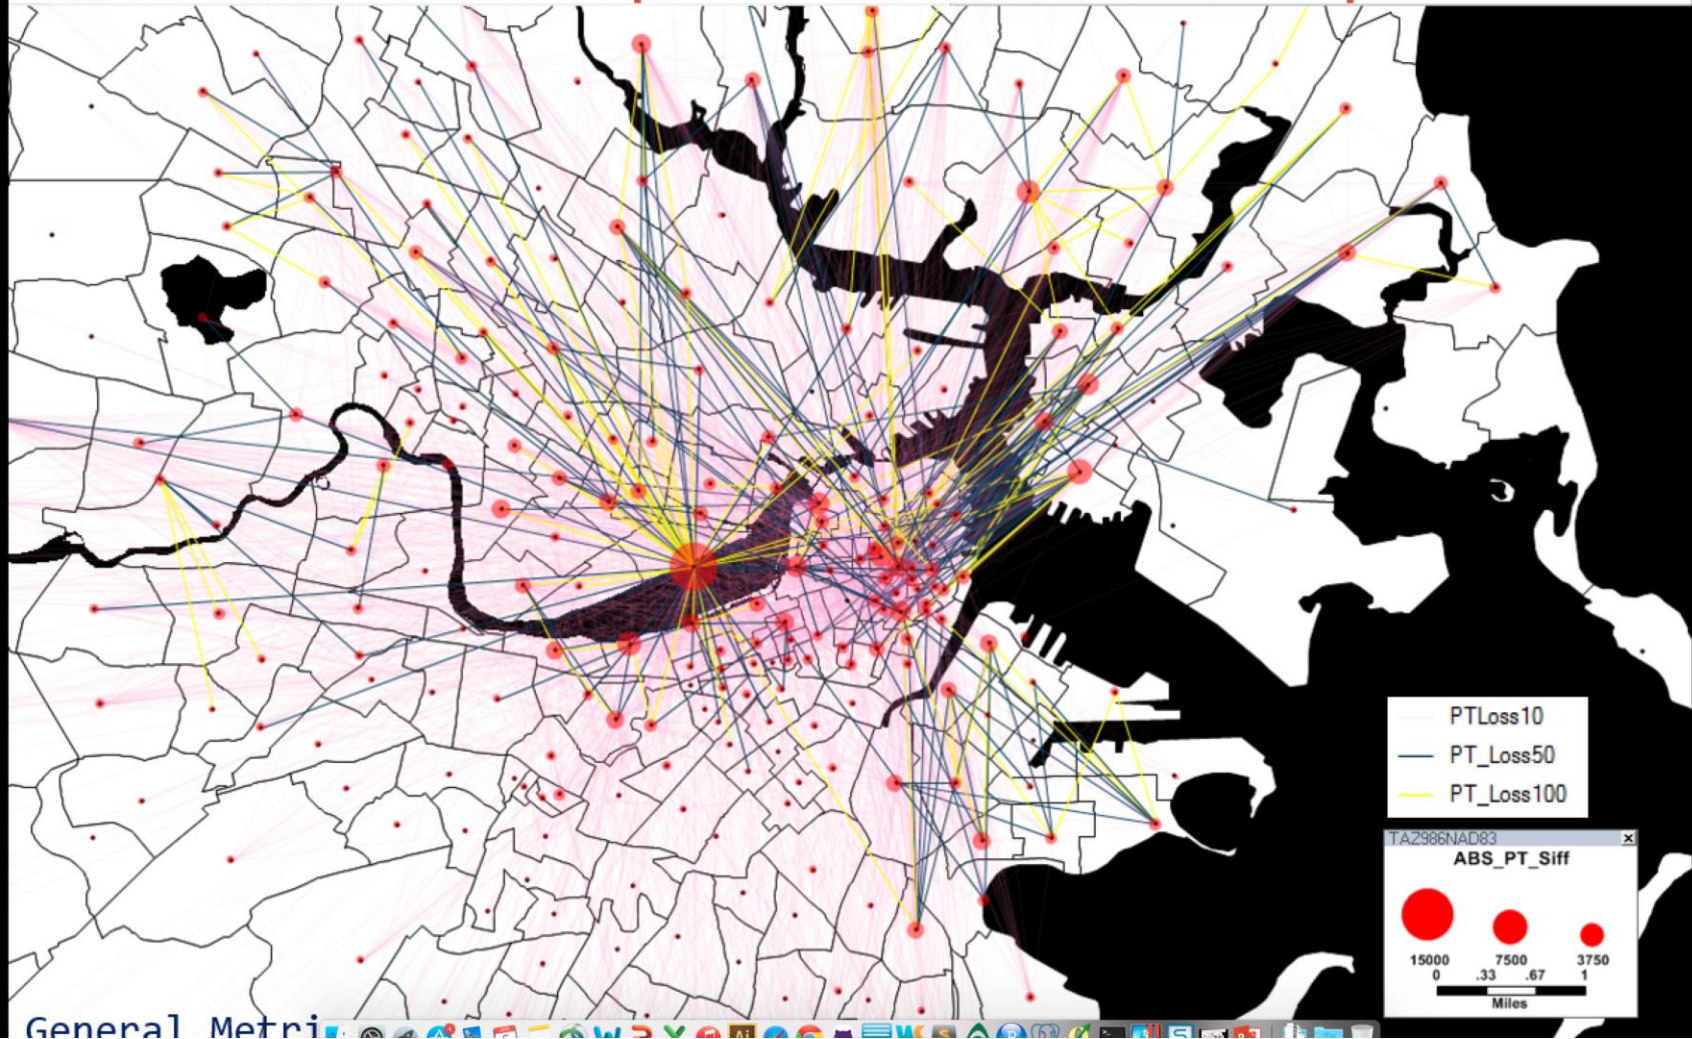 PTLoss10
PT_Loss50
PT_Loss100
TAZ986NAD83
ABS_PT_Siff
15000 7500 3750
0 .33 .67 1
Miles
General Metri